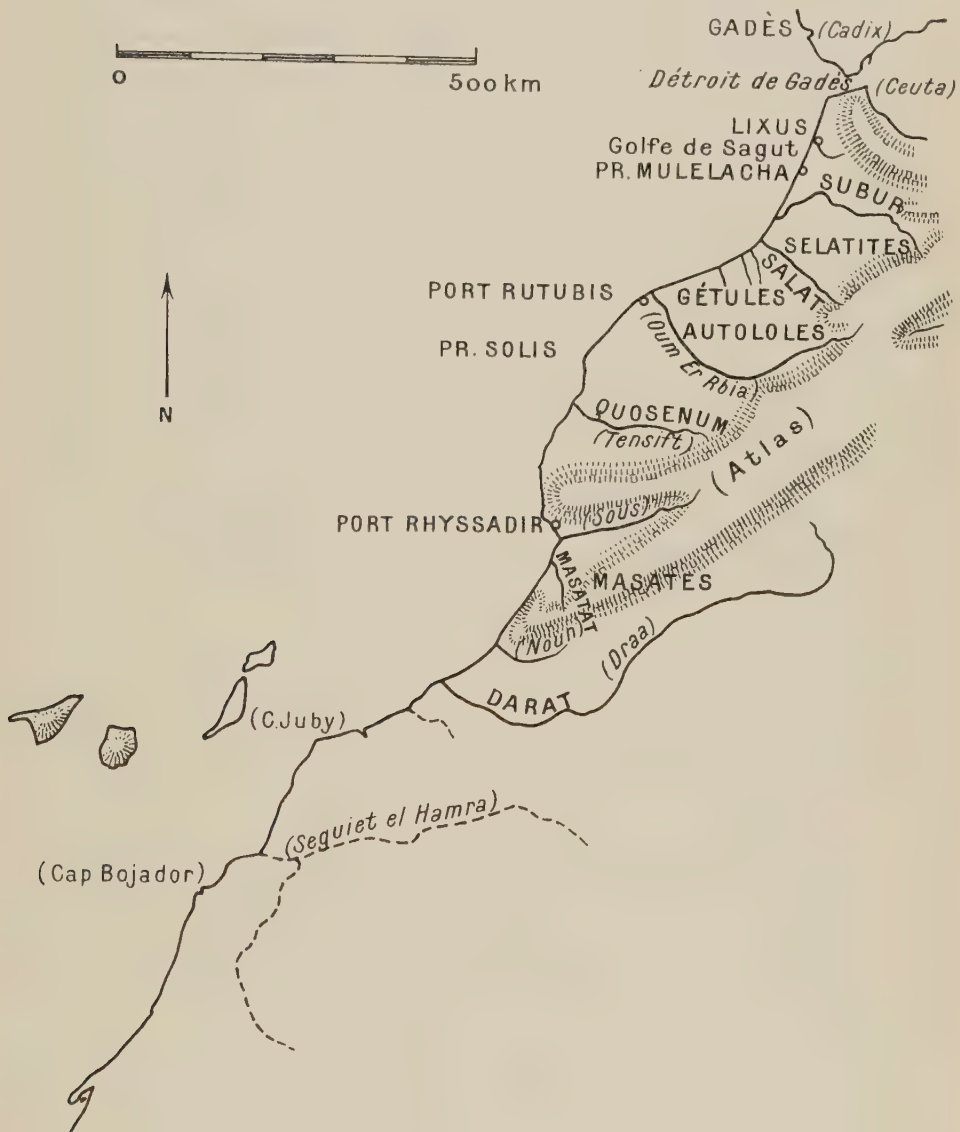 GADÈS (Cadix)
0 500 km
Détroit de Gadès (Ceuta)
LIXUS
Golfe de Sagut
PR. MULELACHA
SUBUR
SELATITES
SALAT
PORT RUTUBIS
GÉTULES
AUTOLOLES
(Oum Er Rbia)
PR. SOLIS
N
QUOSENUM
(Tensift)
(Atlas)
(Sous)
PORT RHYSSADIR
MASATAT
MASATES
(Noun)
(Draa)
DARAT
(C. Juby)
(Seguiet el Hamra)
(Cap Bojador)